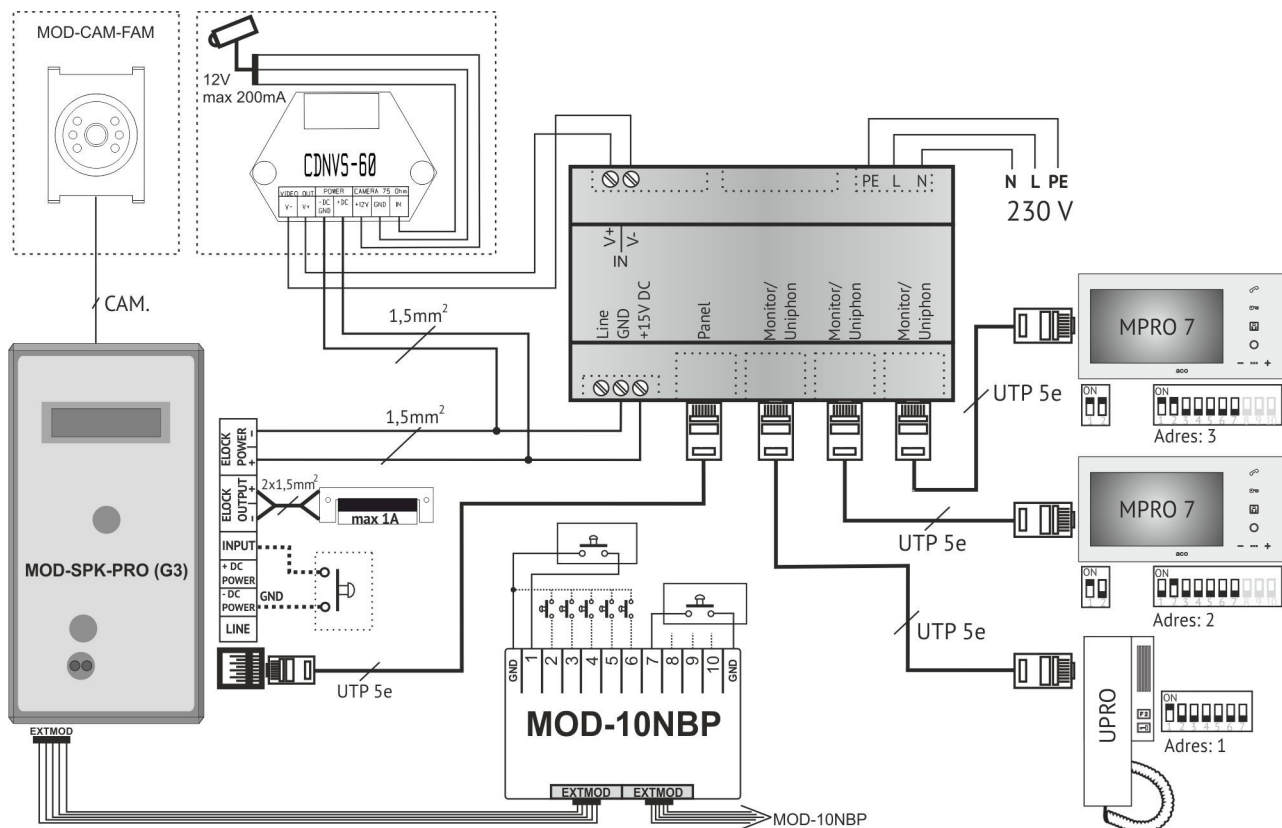 MOD-CAM-FAM
CAM.
12V
max 200mA
CDNVS-60
VIDEO OUT
POWER
CAMERA 75 Ohm
V-
V+
-DC
GND
+DC
+12V
GND
IN
PE L N
N L PE
230 V
V+
V-
IN
Line
GND
+15V DC
Panel
Monitor/
Uniphon
Monitor/
Uniphon
Monitor/
Uniphon
1,5mm²
1,5mm²
MOD-SPK-PRO (G3)
ELOCK
POWER
-
+
ELOCK
OUTPUT
+
-
INPUT
+ DC
POWER
- DC
POWER
LINE
2x1,5mm²
max 1A
GND
UTP 5e
EXTMOD
GND
1
2
3
4
5
6
7
8
9
10
GND
MOD-10NBP
EXTMOD
EXTMOD
MOD-10NBP
UTP 5e
UTP 5e
UTP 5e
MPRO 7
aco
ON
1 2
ON
1 2 3 4 5 6 7 8 9 10
Adres: 3
MPRO 7
aco
ON
1 2
ON
1 2 3 4 5 6 7 8 9 10
Adres: 2
UPRO
ON
1 2 3 4 5 6 7
Adres: 1